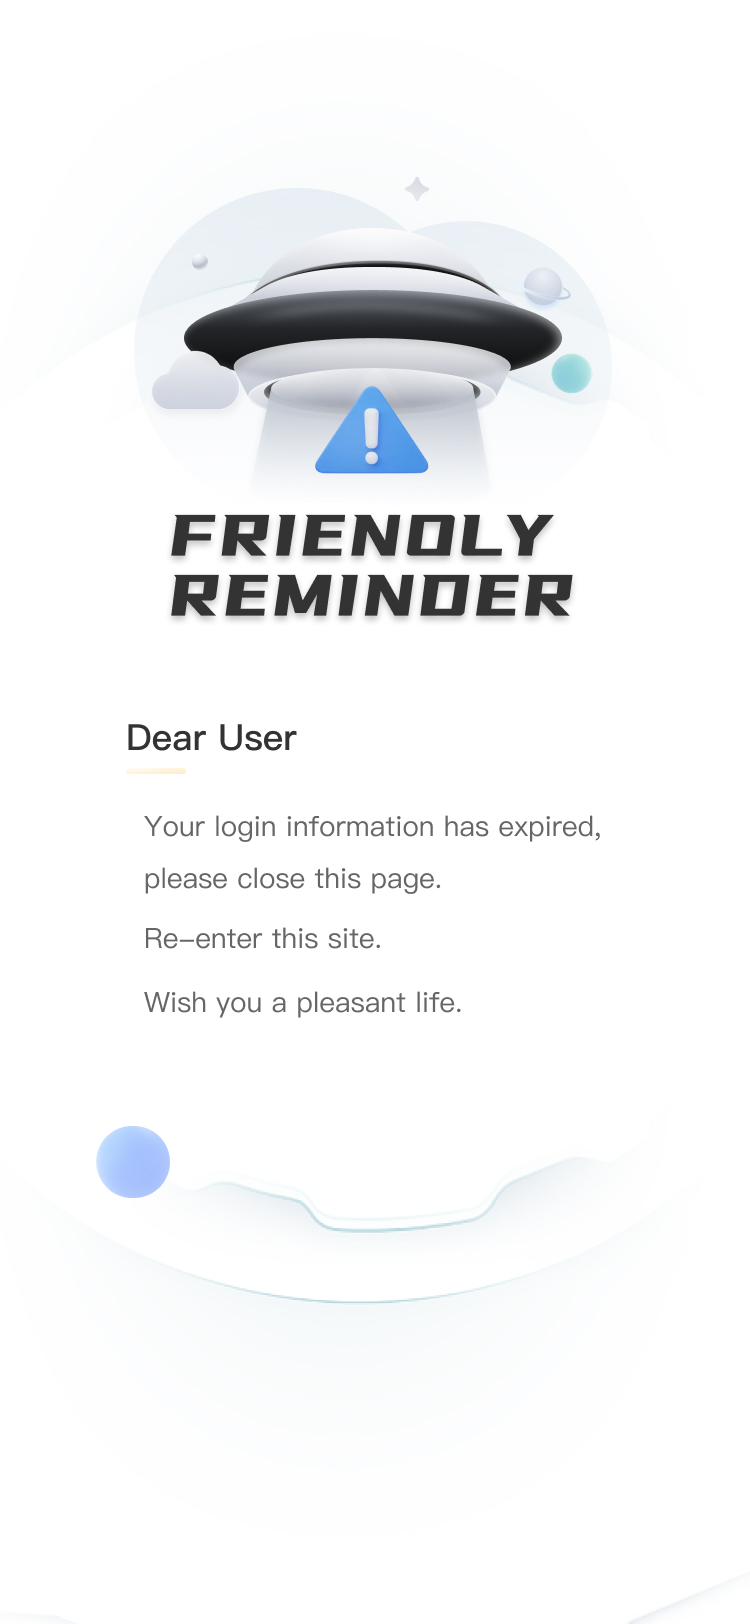 FRIENDLY
REMINDER
Dear User
Your login information has expired,
please close this page.
Re-enter this site.
Wish you a pleasant life.